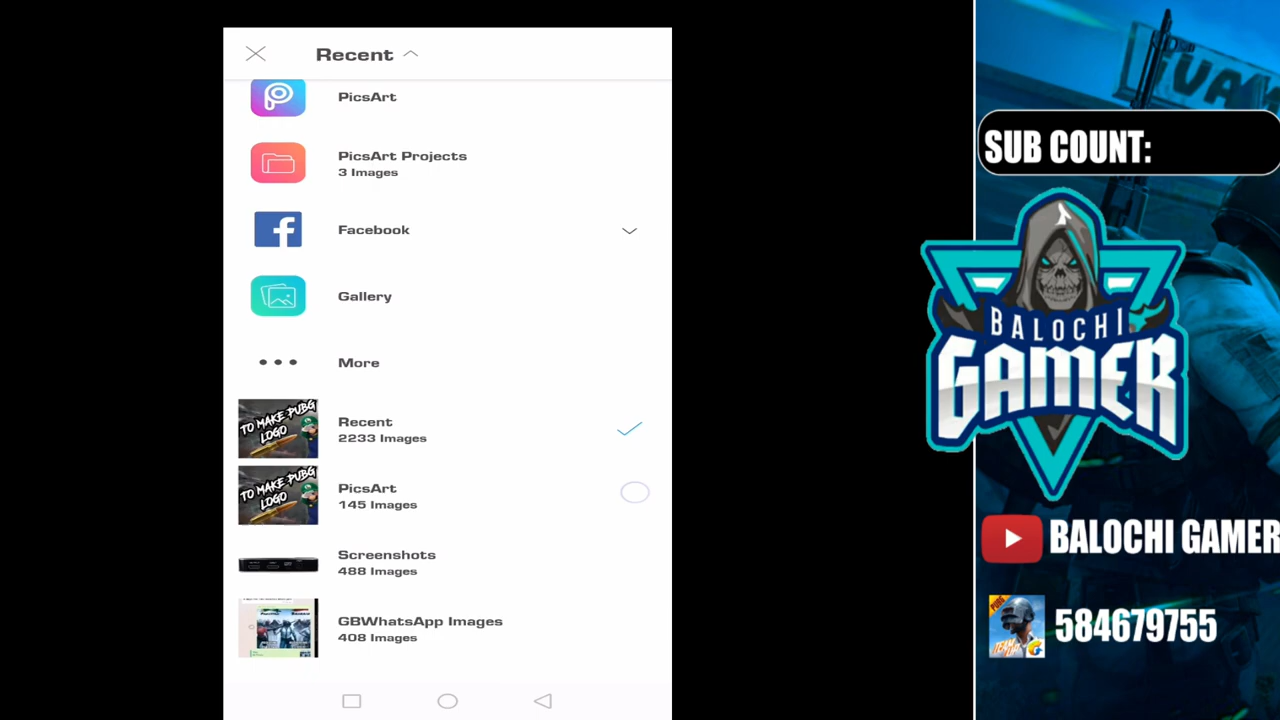 Recent
PicsArt
PicsArt Projects
3 Images
Facebook
Gallery
More
TO MAKE PUBG
LOGO
Recent
2233 Images
TO MAKE PUBG
LOGO
PicsArt
145 Images
Screenshots
488 Images
GBWhatsApp Images
408 Images
SUB COUNT:
BALOCHI
GAMER
BALOCHI GAMER
PUBG
584679755